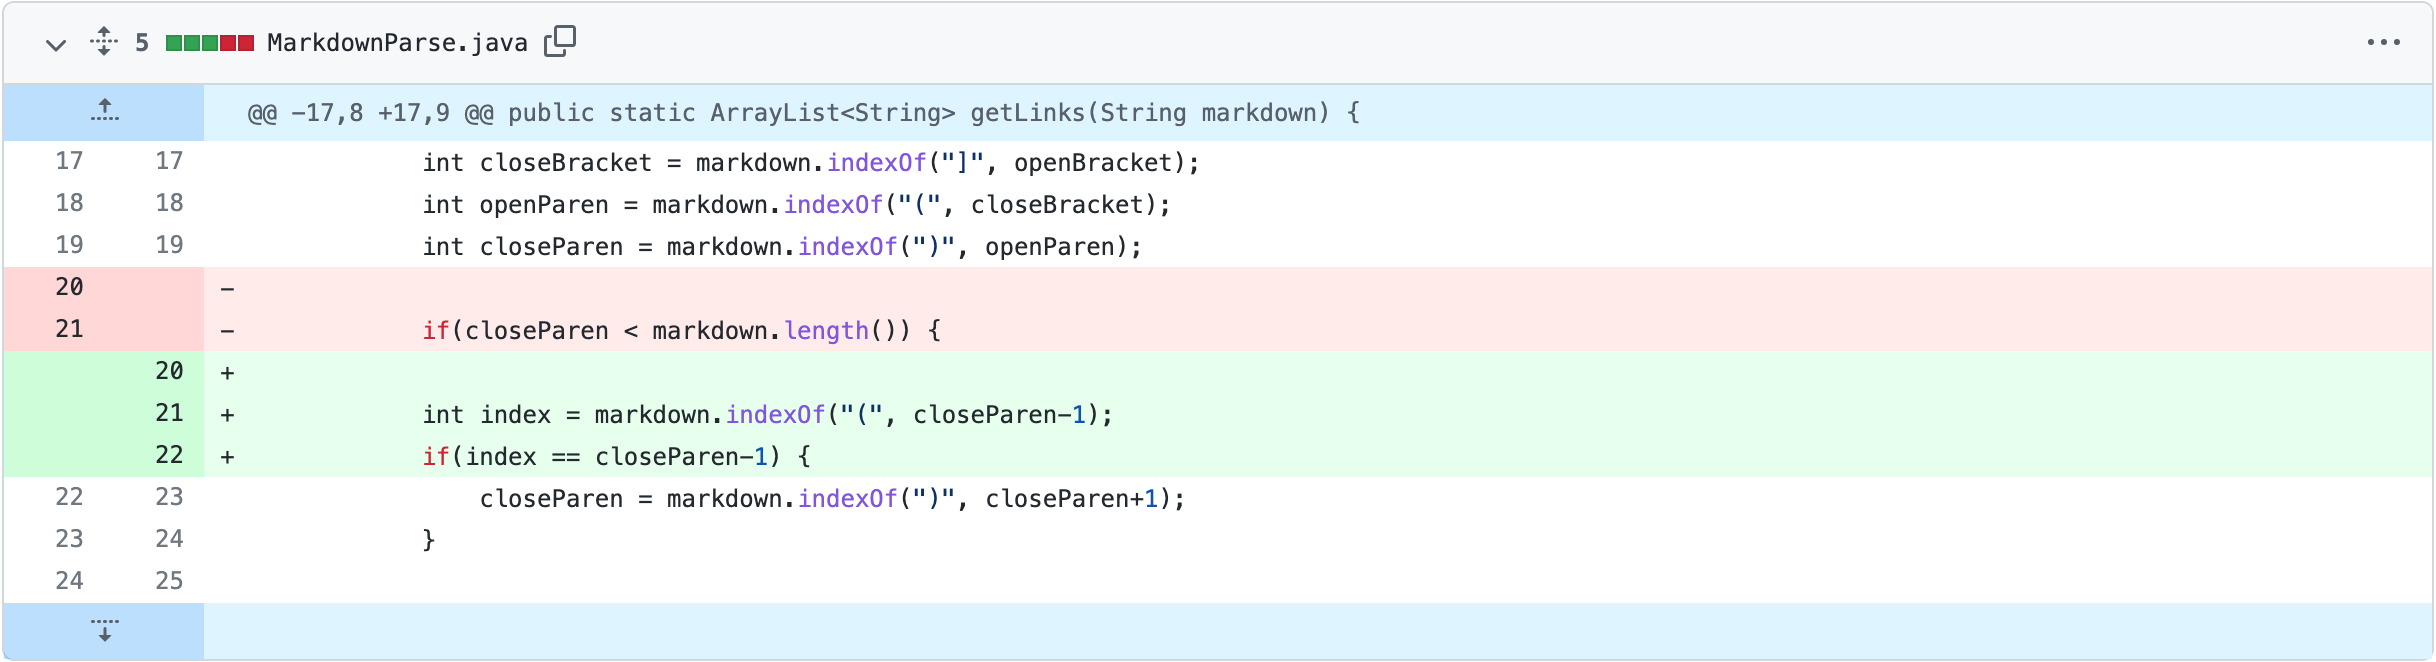 5 MarkdownParse.java
@@ -17,8 +17,9 @@ public static ArrayList<String> getLinks(String markdown) {
17 17 int closeBracket = markdown.indexOf("]", openBracket);
18 18 int openParen = markdown.indexOf("(", closeBracket);
19 19 int closeParen = markdown.indexOf(")", openParen);
20 -
21 - if(closeParen < markdown.length()) {
20 +
21 + int index = markdown.indexOf("(", closeParen-1);
22 + if(index == closeParen-1) {
22 23 closeParen = markdown.indexOf(")", closeParen+1);
23 24 }
24 25